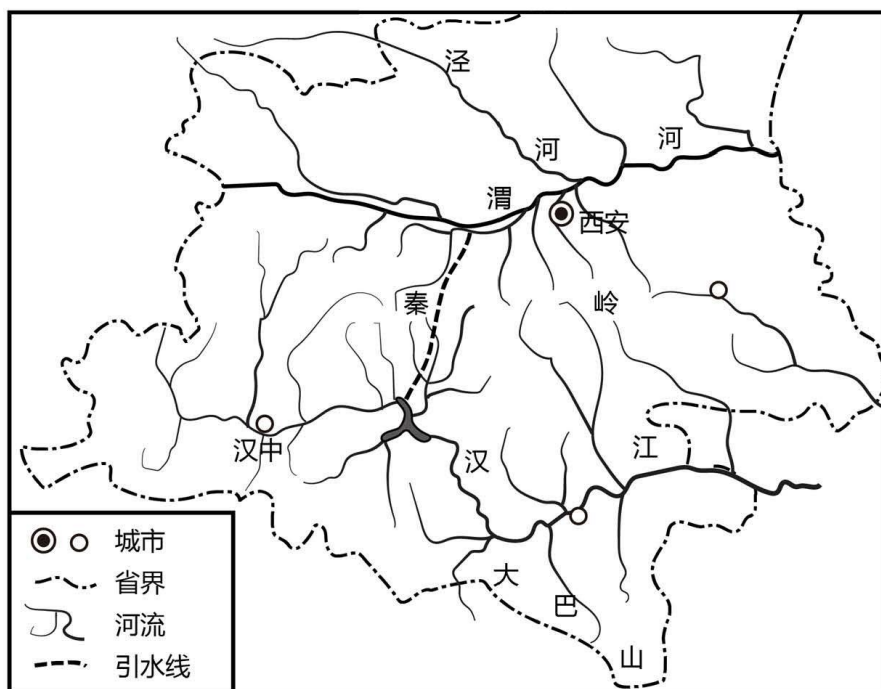 泾
河
河
渭
西安
秦
岭
汉中
汉
江
大
巴
山
城市
省界
河流
引水线